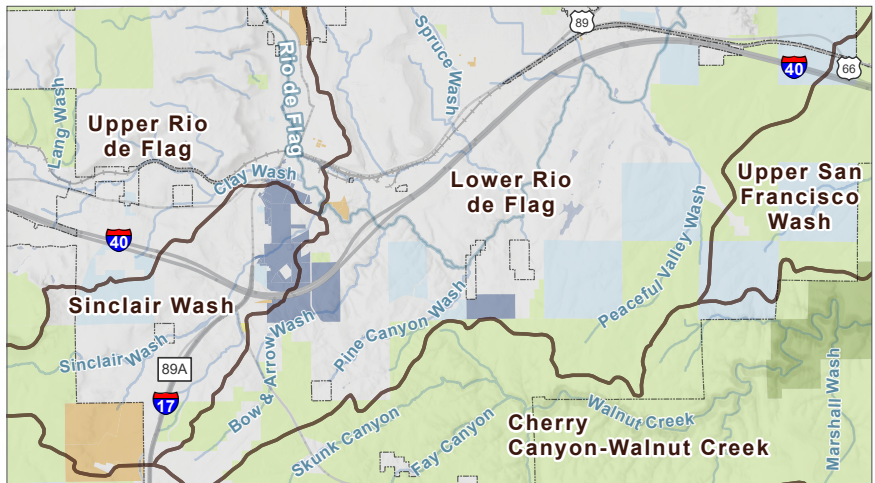 89
40
66
Spruce Wash
Rio de Flag
Lang Wash
Upper Rio
de Flag
Clay Wash
Lower Rio
de Flag
Upper San
Francisco
Wash
40
Peaceful Valley Wash
Sinclair Wash
Pine Canyon Wash
Bow & Arrow Wash
Sinclair Wash
89A
17
Skunk Canyon
Fay Canyon
Walnut Creek
Cherry
Canyon-Walnut Creek
Marshall Wash